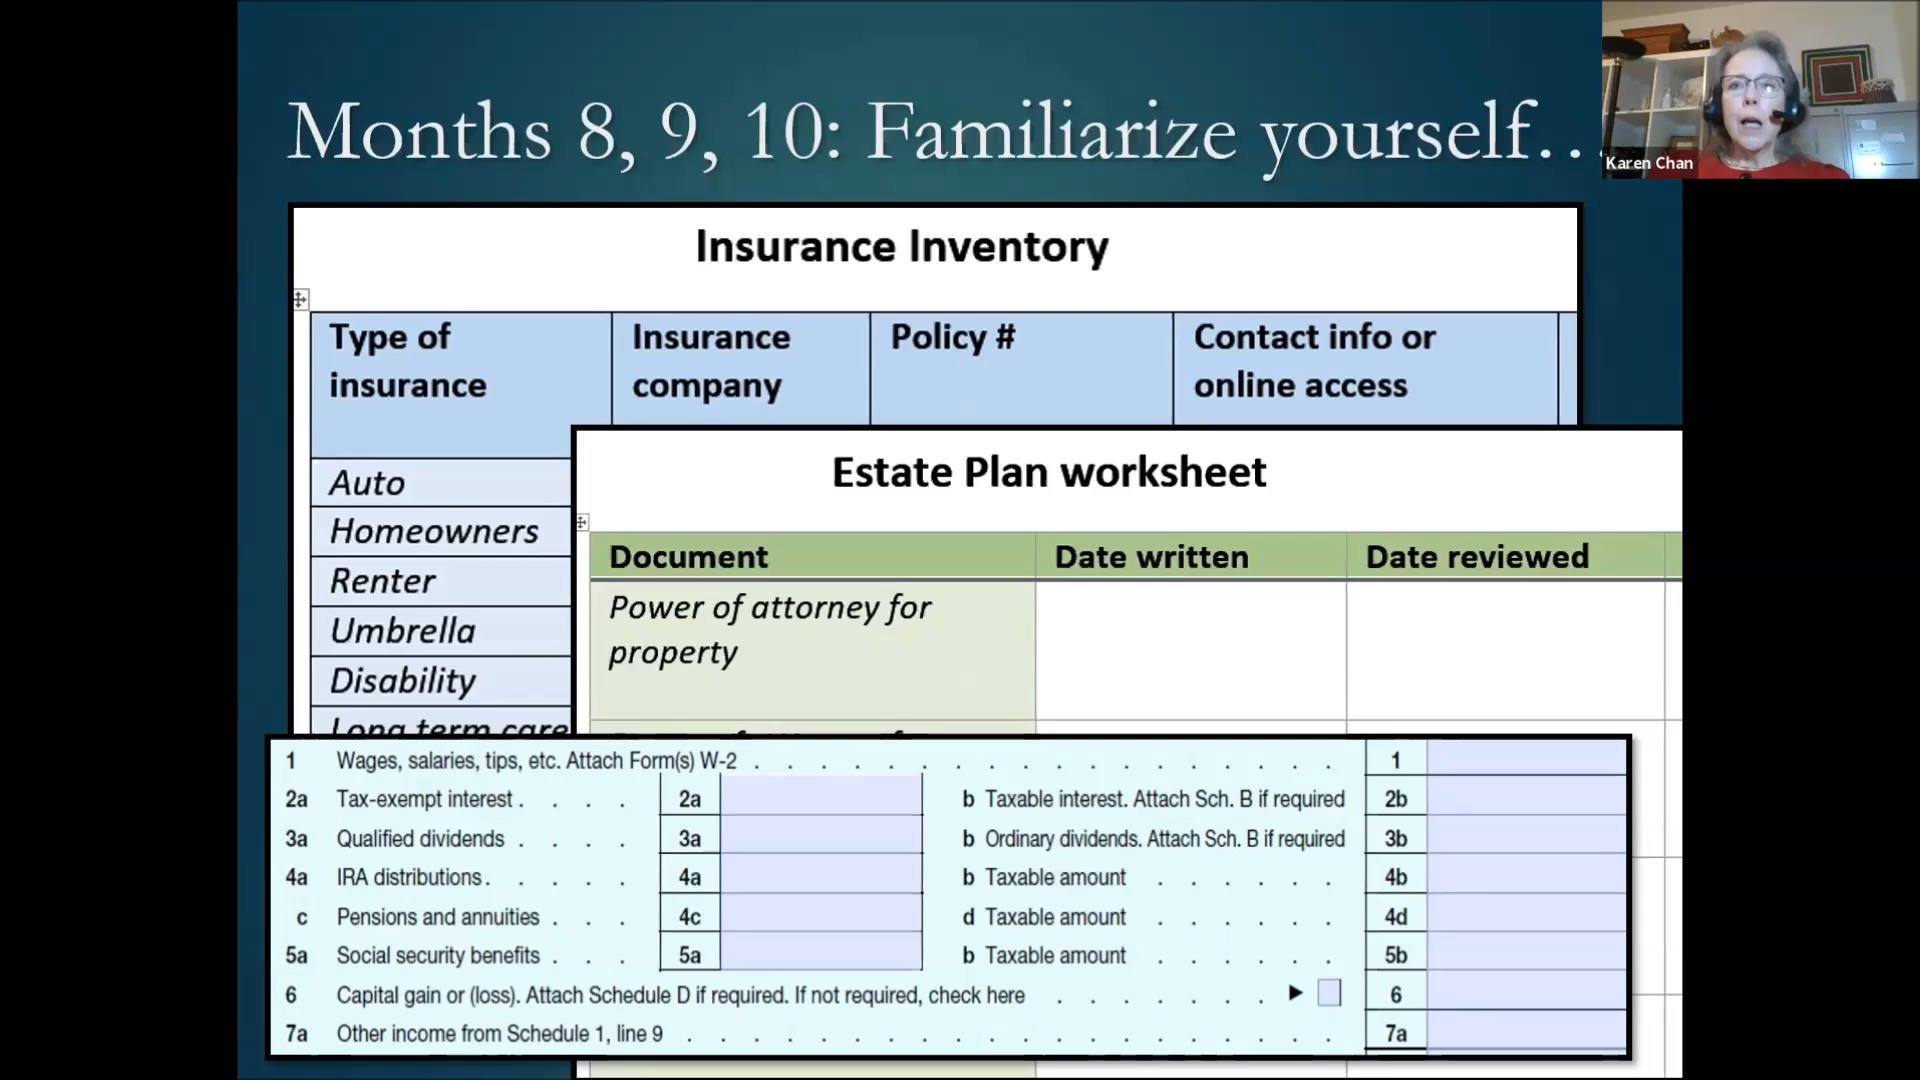 Months 8, 9, 10: Familiarize yourself…
Karen Chan
Insurance Inventory
Type of insurance
Insurance company
Policy #
Contact info or online access
Auto
Homeowners
Renter
Umbrella
Disability
Long term care
Estate Plan worksheet
Document
Date written
Date reviewed
Power of attorney for
property
1 Wages, salaries, tips, etc. Attach Form(s) W-2 . . . . . . . . . . . . . . . . . . 1
2a Tax-exempt interest . . . . 2a b Taxable interest. Attach Sch. B if required 2b
3a Qualified dividends . . . . 3a b Ordinary dividends. Attach Sch. B if required 3b
4a IRA distributions . . . . . 4a b Taxable amount . . . . . . 4b
c Pensions and annuities . . . 4c d Taxable amount . . . . . . 4d
5a Social security benefits . . . 5a b Taxable amount . . . . . . 5b
6 Capital gain or (loss). Attach Schedule D if required. If not required, check here . . . . . . . ▶ 6
7a Other income from Schedule 1, line 9 . . . . . . . . . . . . . . . . . . . . 7a